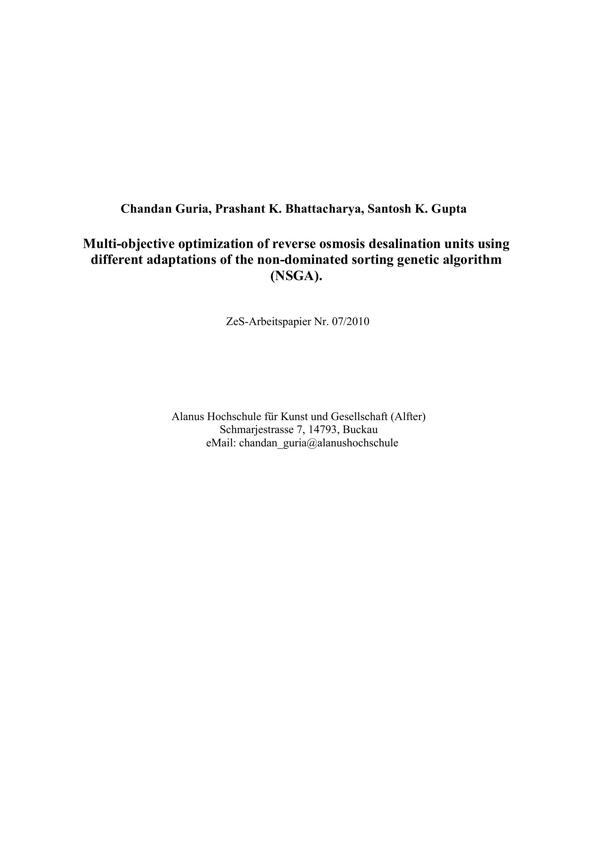 Chandan Guria, Prashant K. Bhattacharya, Santosh K. Gupta
Multi-objective optimization of reverse osmosis desalination units using
different adaptations of the non-dominated sorting genetic algorithm
(NSGA).
ZeS-Arbeitspapier Nr. 07/2010
Alanus Hochschule für Kunst und Gesellschaft (Alfter)
Schmarjestrasse 7, 14793, Buckau
eMail: chandan_guria@alanushochschule